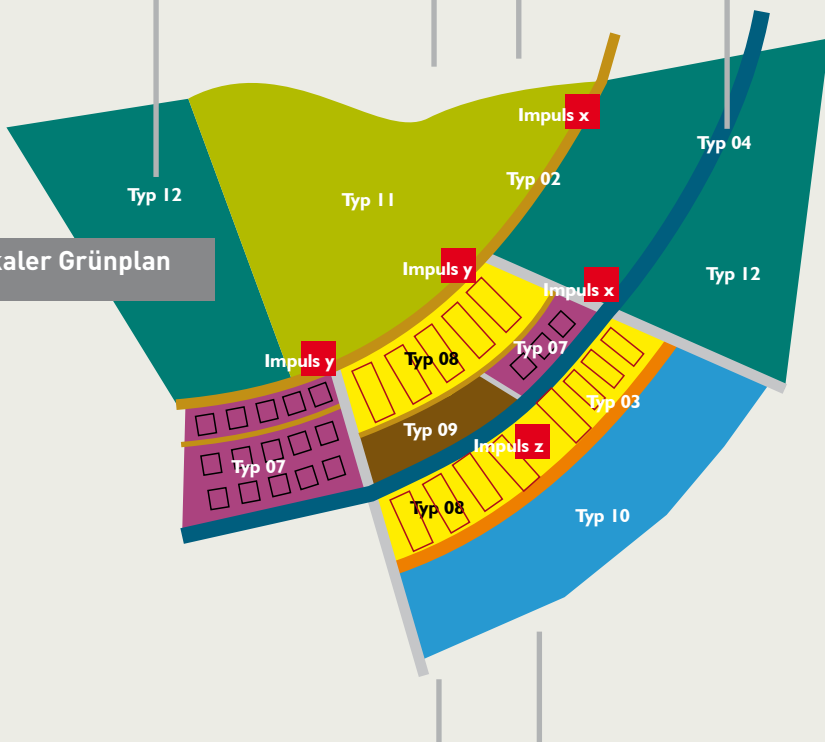 Impuls x
Typ 04
Typ 02
Typ 12
Typ 11
kaler Grünplan
Impuls y
Typ 12
Impuls x
Typ 07
Typ 08
Impuls y
Typ 03
Typ 09
Impuls z
Typ 07
Typ 08
Typ 10